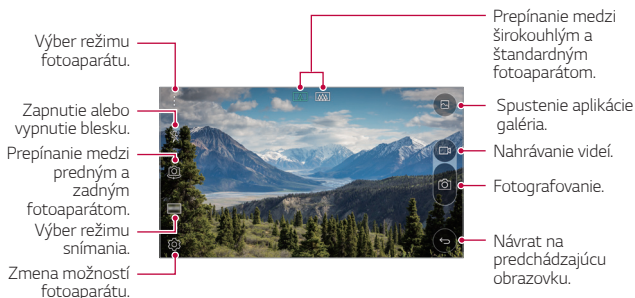 Výber režimu
fotoaparátu.
Zapnutie alebo
vypnutie blesku.
Prepínanie medzi
predným a
zadným
fotoaparátom.
Výber režimu
snímania.
Zmena možností
fotoaparátu.
Prepínanie medzi
širokouhlým a
štandardným
fotoaparátom.
Spustenie aplikácie
galéria.
Nahrávanie videí.
Fotografovanie.
Návrat na
predchádzajúcu
obrazovku.